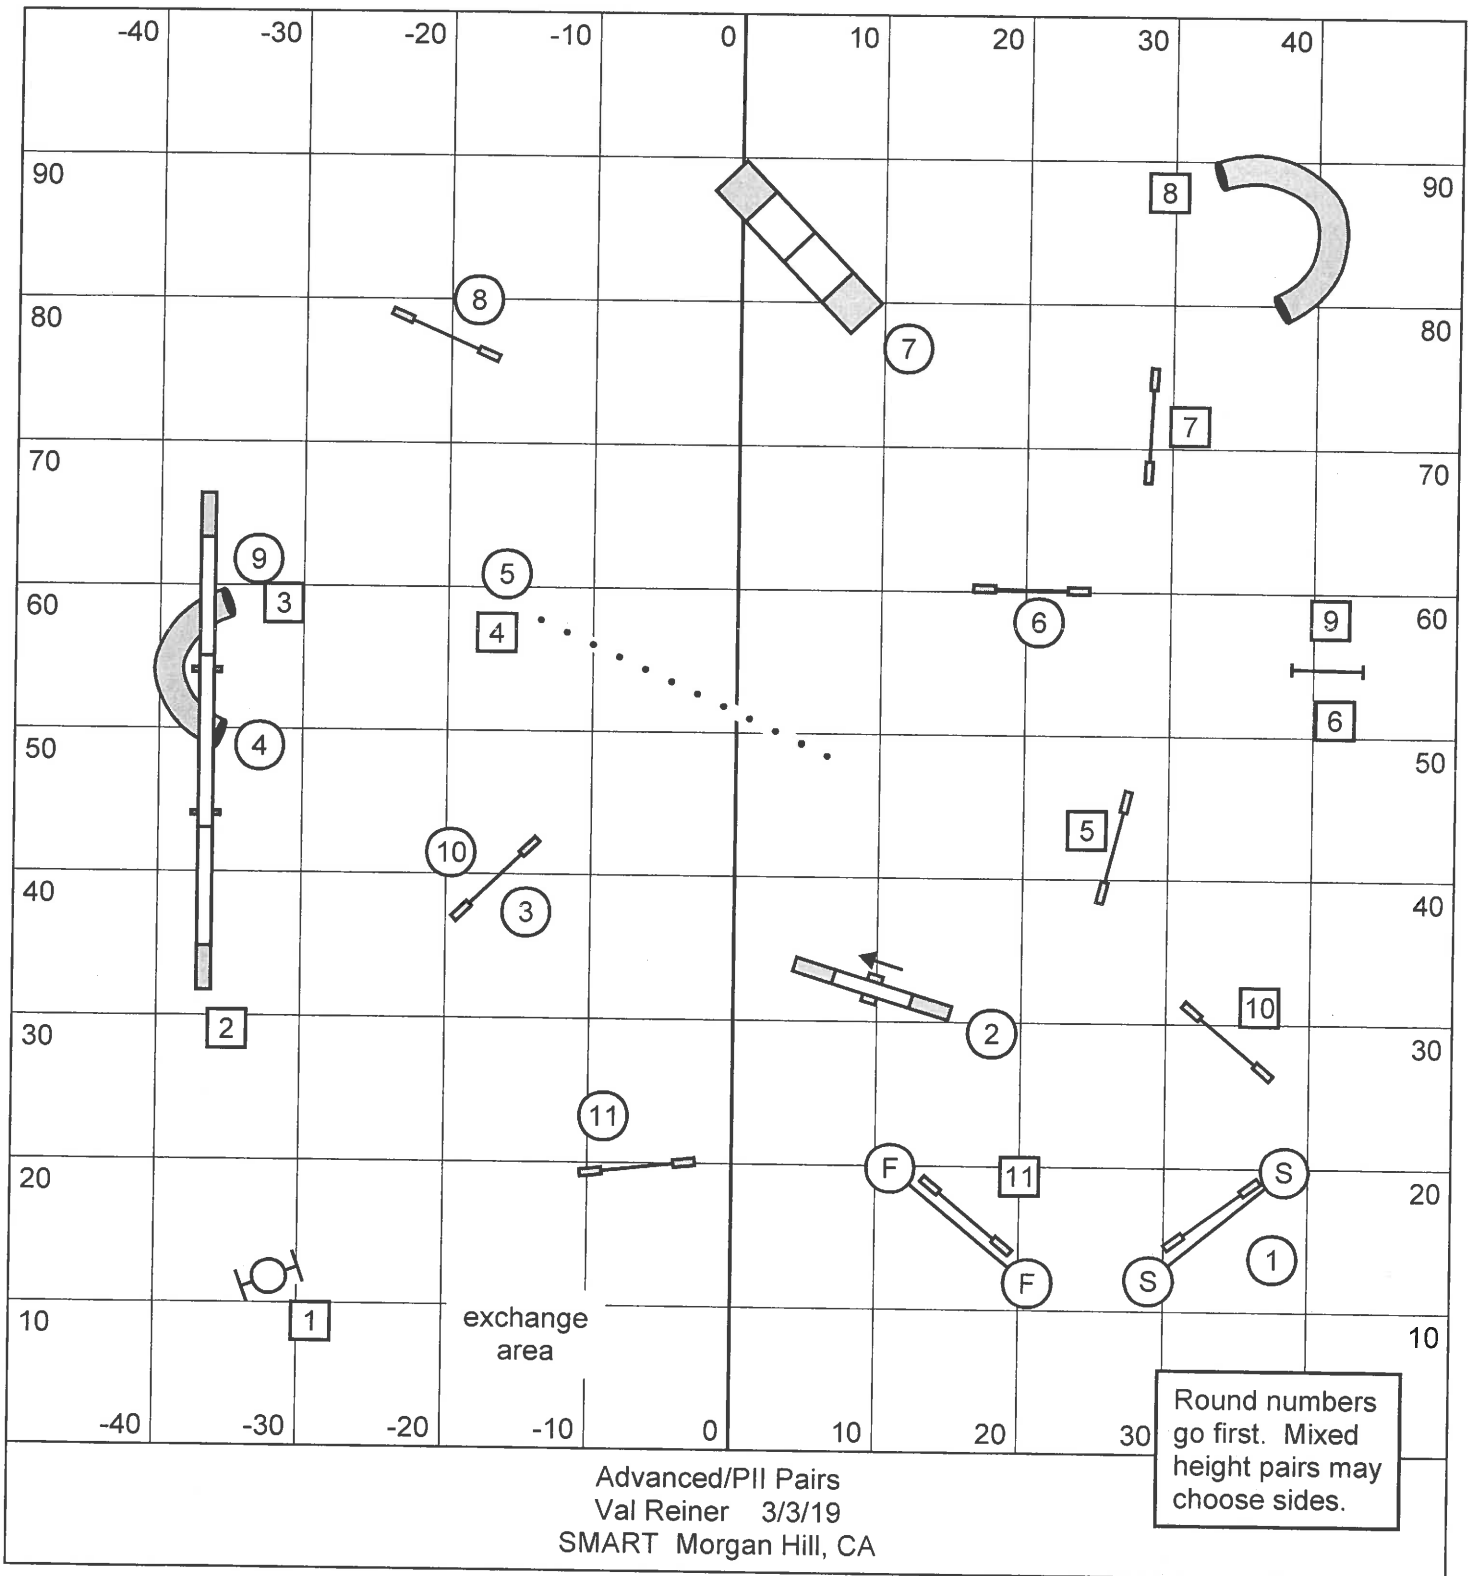 -40 -30 -20 -10 0 10 20 30 40
90 8 90
8
80 7 80
7
70 70
9 5
60 3 4 6 9 60
6
50 4 50
5
10
40 3 40
10
30 2 2 30
11
20 F 11 S 20
1
F S
10 1 exchange 10
area
-40 -30 -20 -10 0 10 20 30
Round numbers
go first. Mixed
height pairs may
choose sides.
Advanced/PII Pairs
Val Reiner 3/3/19
SMART Morgan Hill, CA